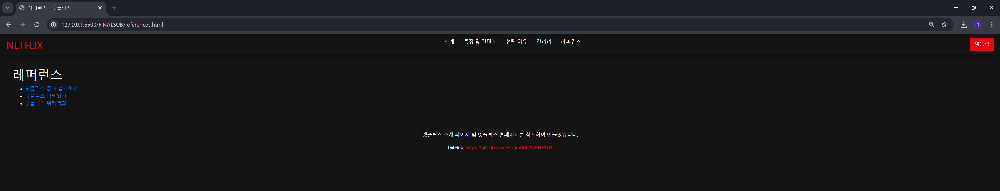 레퍼런스 - 넷플릭스
127.0.0.1:5500/FINALSUB/references.html
D
NETFLIX
소개 특징 및 컨텐츠 선택 이유 갤러리 레퍼런스
임동혁
레퍼런스
넷플릭스 공식 홈페이지
넷플릭스 나무위키
넷플릭스 위키백과
넷플릭스 소개 페이지 및 넷플릭스 홈페이지를 참조하여 만들었습니다.
GitHub: https://github.com/Pham666/WEBPGM